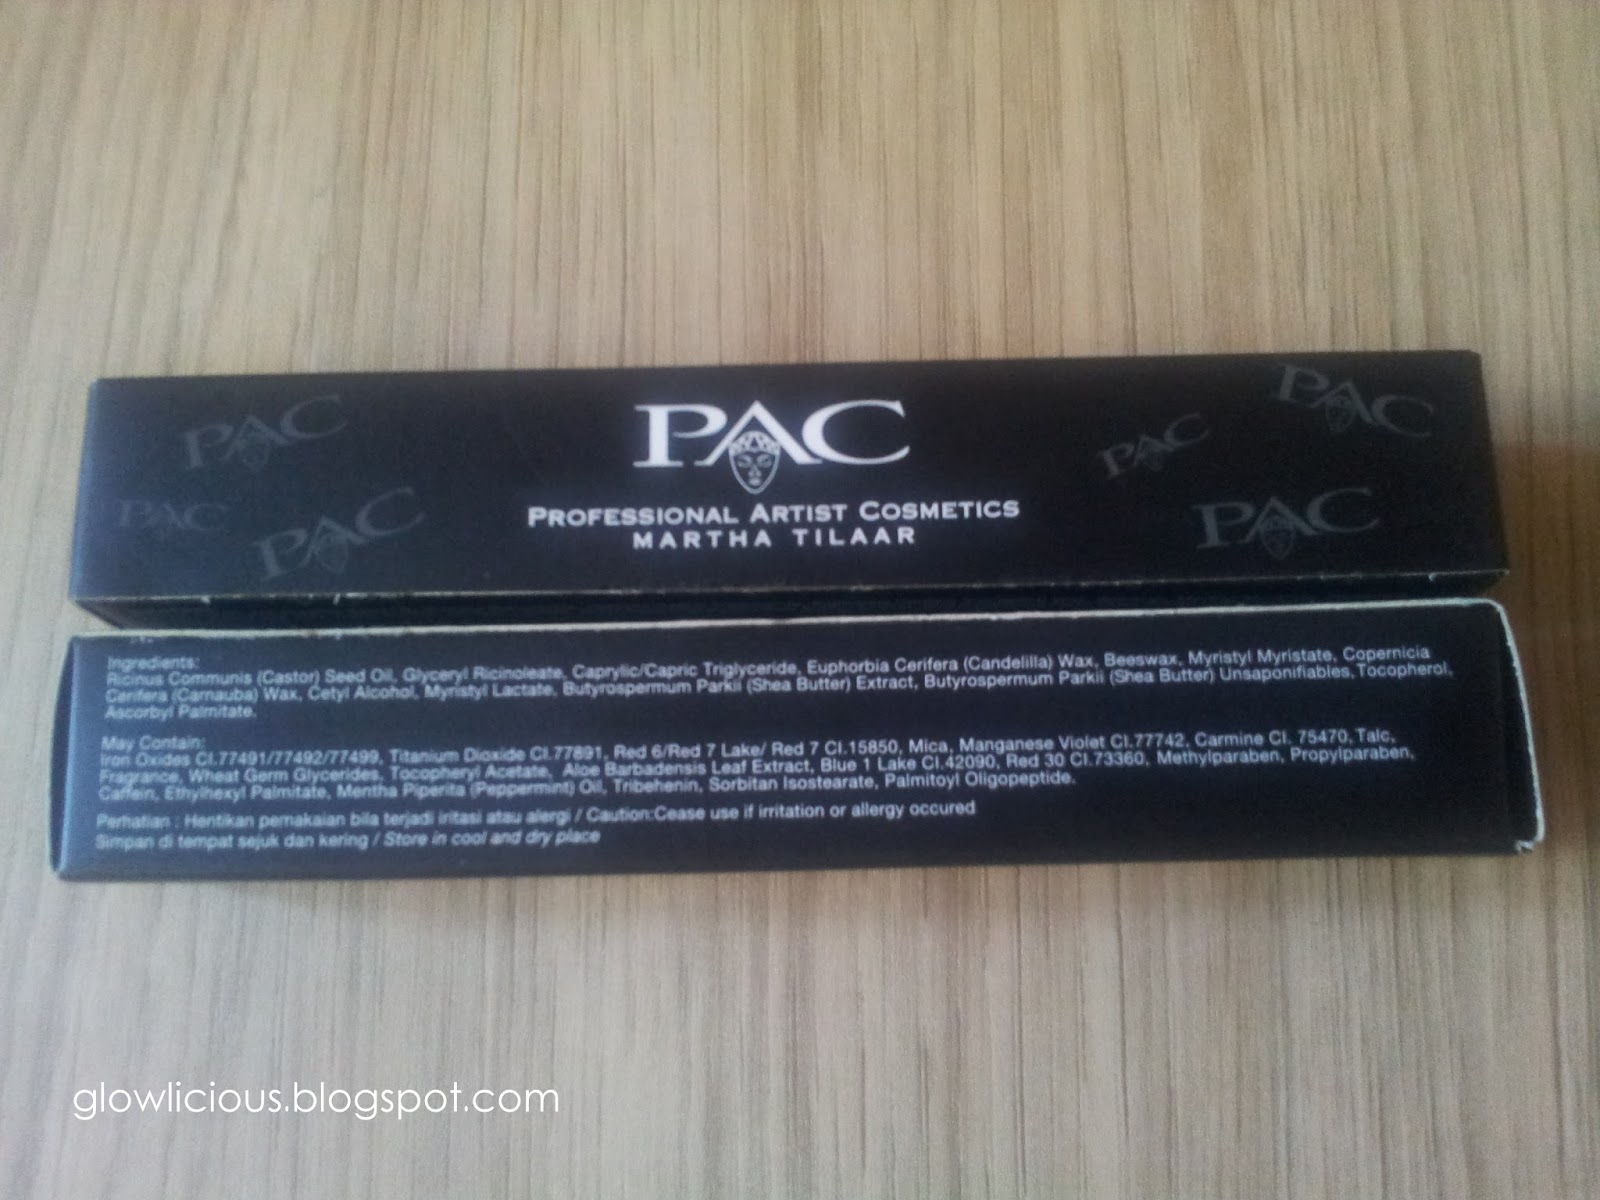 PAC
PAC
PAC
PAC
PAC
PAC
PROFESSIONAL ARTIST COSMETICS
MARTHA TILAAR
Ingredients:
Ricinus Communis (Castor) Seed Oil, Glyceryl Ricinoleate, Caprylic/Capric Triglyceride, Euphorbia Cerifera (Candelilla) Wax, Beeswax, Myristyl Myristate, Copernicia
Cerifera (Carnauba) Wax, Cetyl Alcohol, Myristyl Lactate, Butyrospermum Parkii (Shea Butter) Extract, Butyrospermum Parkii (Shea Butter) Unsaponifiables, Tocopherol,
Ascorbyl Palmitate.
May Contain:
Iron Oxides CI.77491/77492/77499, Titanium Dioxide CI.77891, Red 6/Red 7 Lake/ Red 7 CI.15850, Mica, Manganese Violet CI.77742, Carmine CI. 75470, Talc,
Fragrance, Wheat Germ Glycerides, Tocopheryl Acetate, Aloe Barbadensis Leaf Extract, Blue 1 Lake CI.42090, Red 30 CI.73360, Methylparaben, Propylparaben,
Caffein, Ethylhexyl Palmitate, Mentha Piperita (Peppermint) Oil, Tribehenin, Sorbitan Isostearate, Palmitoyl Oligopeptide.
Perhatian : Hentikan pemakaian bila terjadi iritasi atau alergi / Caution:Cease use if irritation or allergy occured
Simpan di tempat sejuk dan kering / Store in cool and dry place
glowlicious.blogspot.com